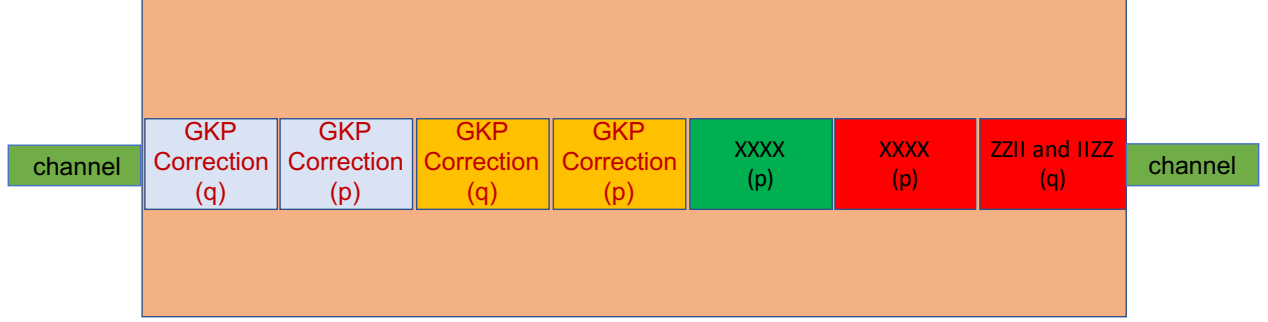 channel
GKP
Correction
(q)
GKP
Correction
(p)
GKP
Correction
(q)
GKP
Correction
(p)
XXXX
(p)
XXXX
(p)
ZZII and IIZZ
(q)
channel